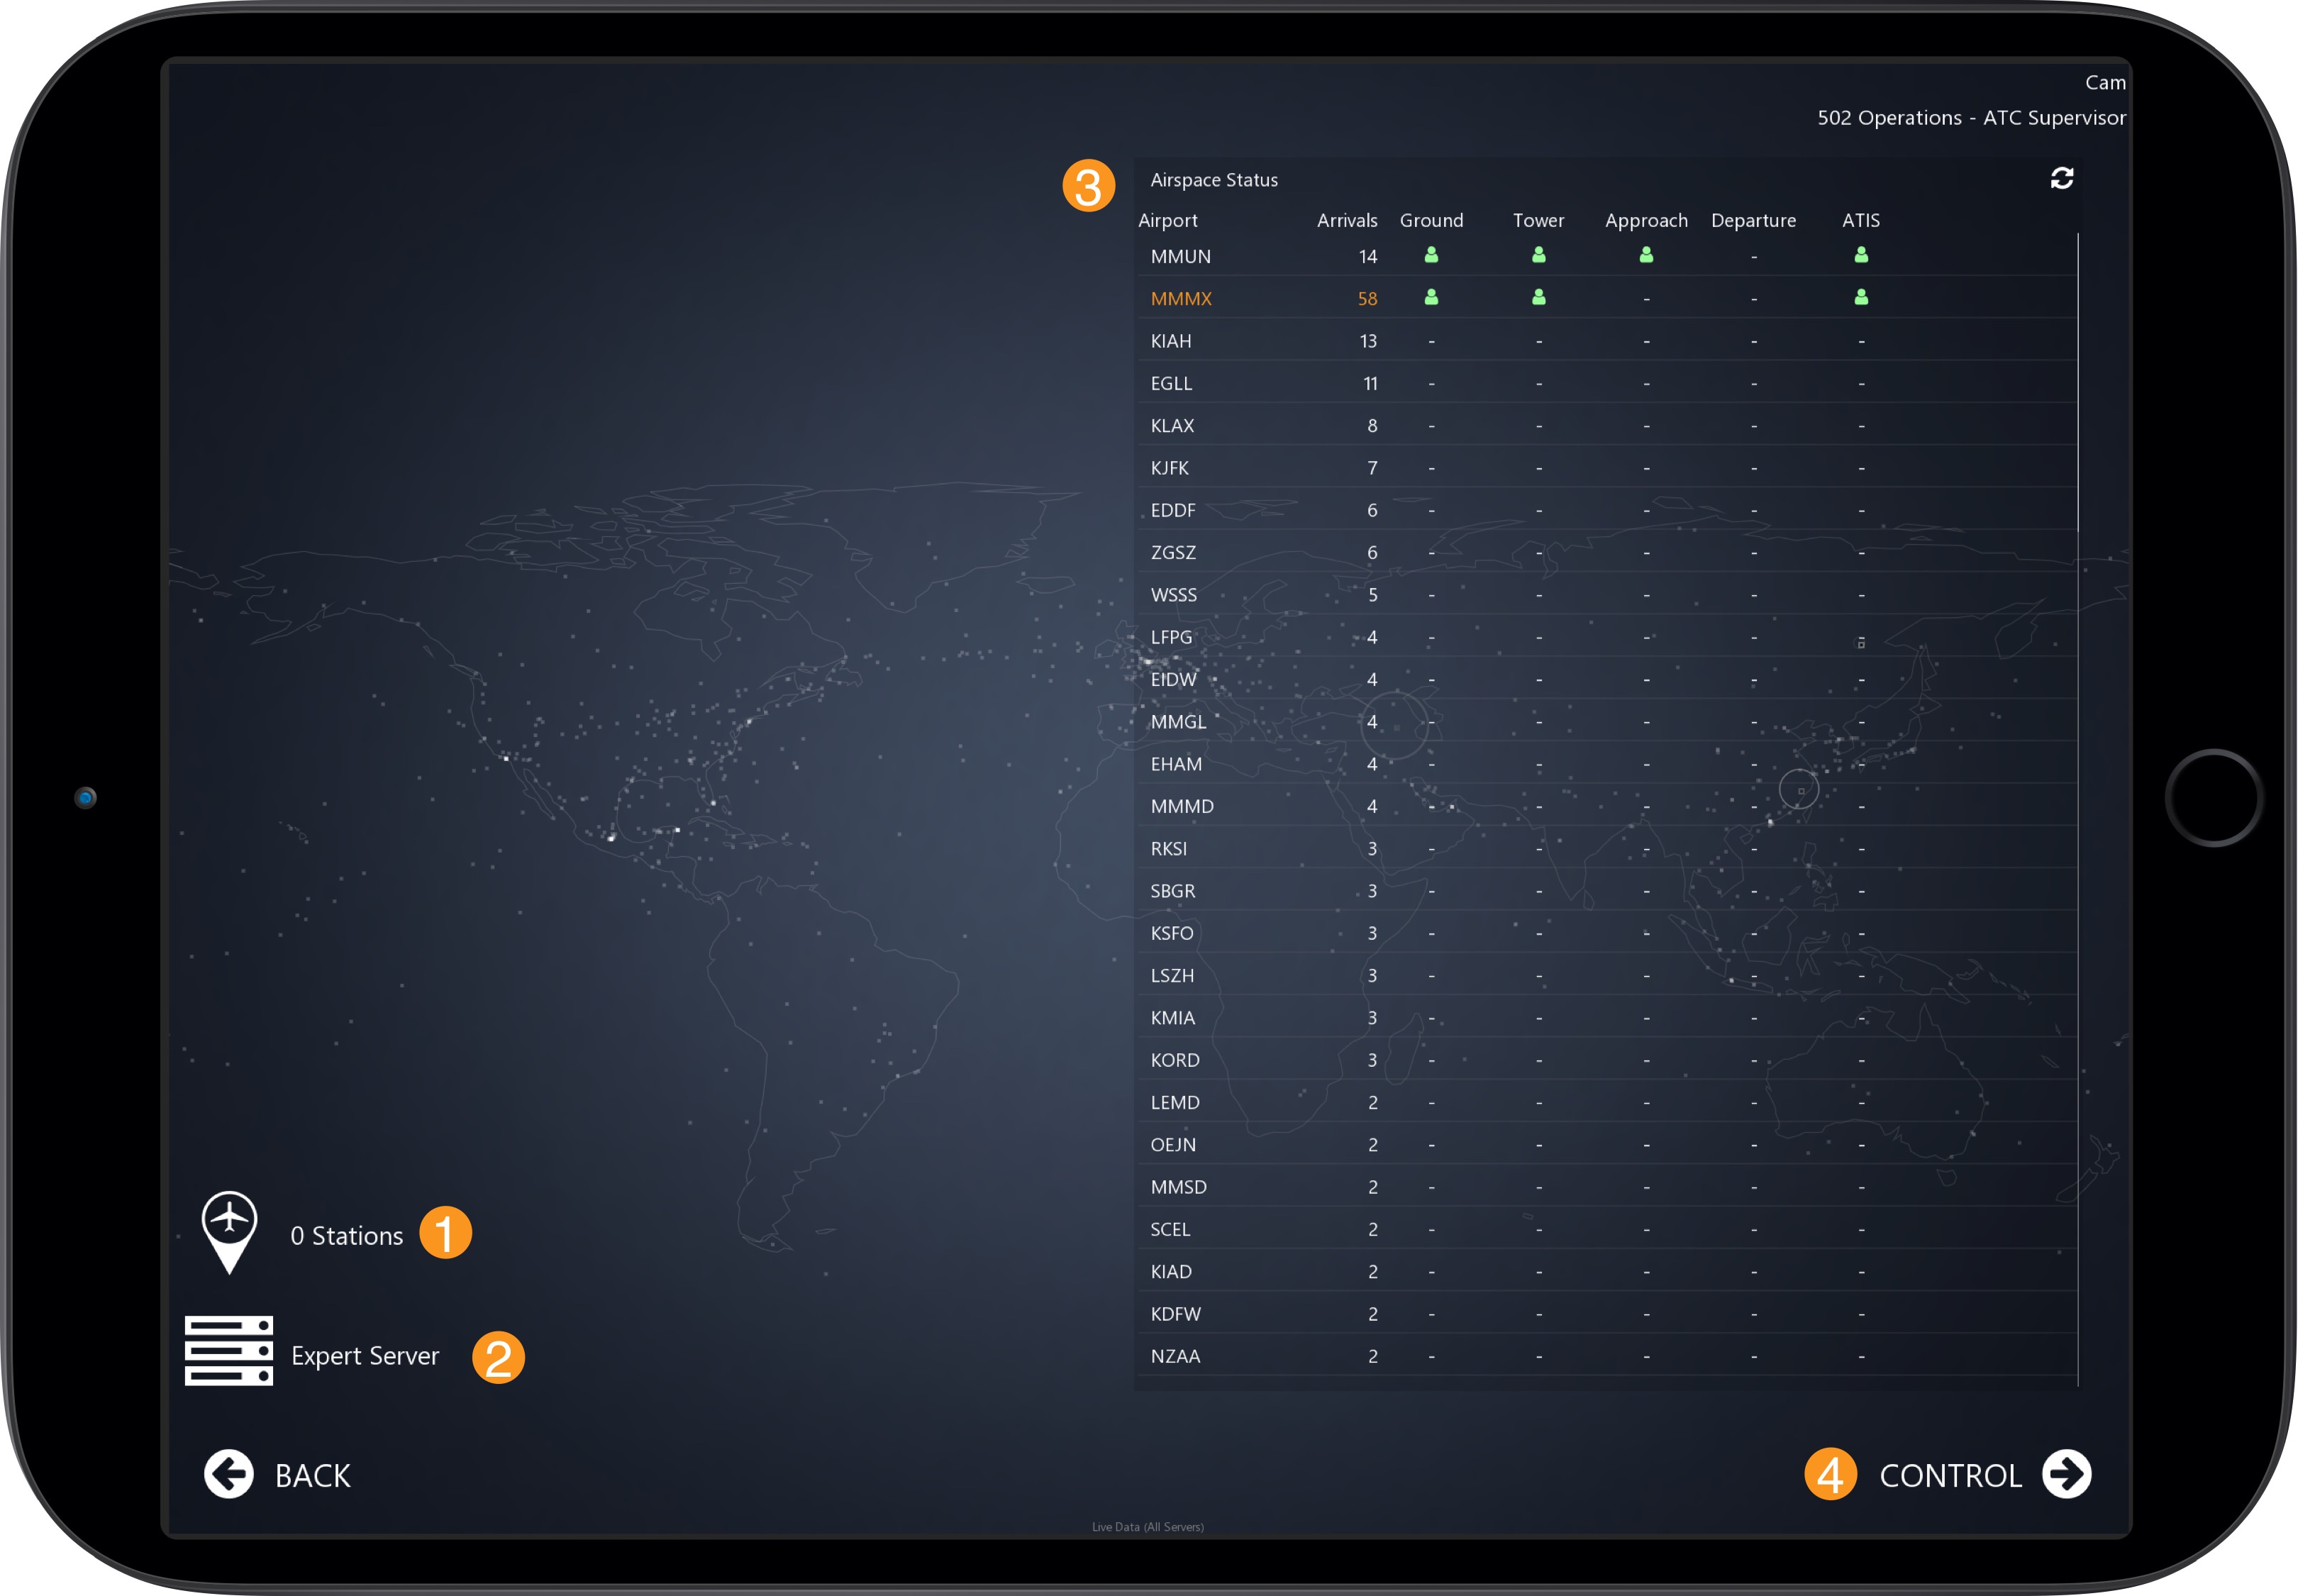 Cam
502 Operations - ATC Supervisor
3
Airspace Status
Airport Arrivals Ground Tower Approach Departure ATIS
MMUN 14 -
MMMX 58 - -
KIAH 13 - - - - -
EGLL 11 - - - - -
KLAX 8 - - - - -
KJFK 7 - - - - -
EDDF 6 - - - - -
ZGSZ 6 - - - - -
WSSS 5 - - - - -
LFPG 4 - - - - -
EIDW 4 - - - - -
MMGL 4 - - - - -
EHAM 4 - - - - -
MMMD 4 - - - - -
RKSI 3 - - - - -
SBGR 3 - - - - -
KSFO 3 - - - - -
LSZH 3 - - - - -
KMIA 3 - - - - -
KORD 3 - - - - -
LEMD 2 - - - - -
OEJN 2 - - - - -
MMSD 2 - - - - -
SCEL 2 - - - - -
KIAD 2 - - - - -
KDFW 2 - - - - -
NZAA 2 - - - - -
0 Stations 1
Expert Server 2
BACK
4 CONTROL
Live Data (All Servers)